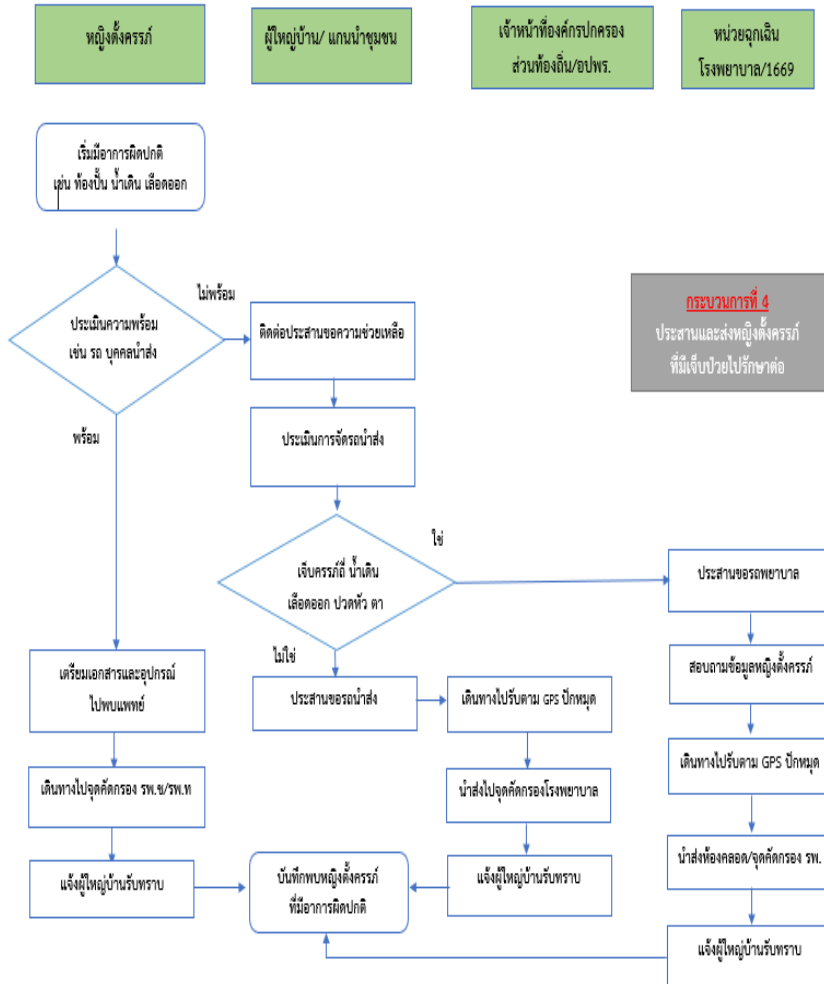 หญิงตั้งครรภ์
ผู้ใหญ่บ้าน/ แกนนำชุมชน
เจ้าหน้าที่องค์กรปกครอง
ส่วนท้องถิ่น/อปพร.
หน่วยฉุกเฉิน
โรงพยาบาล/1669
เริ่มมีอาการผิดปกติ
เช่น ท้องปั้น น้ำเดิน เลือดออก
ไม่พร้อม
ประเมินความพร้อม
เช่น รถ บุคคลนำส่ง
ติดต่อประสานขอความช่วยเหลือ
กระบวนการที่ 4
ประสานและส่งหญิงตั้งครรภ์
ที่มีเจ็บป่วยไปรักษาต่อ
พร้อม
ประเมินการจัดรถนำส่ง
ใช่
เจ็บครรภ์ถี่ น้ำเดิน
เลือดออก ปวดหัว ตา
ประสานขอรถพยาบาล
ไม่ใช่
เตรียมเอกสารและอุปกรณ์
ไปพบแพทย์
ประสานขอรถนำส่ง
เดินทางไปรับตาม GPS ปักหมุด
สอบถามข้อมูลหญิงตั้งครรภ์
เดินทางไปจุดคัดกรอง รพ.ช/รพ.ท
นำส่งไปจุดคัดกรองโรงพยาบาล
เดินทางไปรับตาม GPS ปักหมุด
แจ้งผู้ใหญ่บ้านรับทราบ
บันทึกพบหญิงตั้งครรภ์
ที่มีอาการผิดปกติ
แจ้งผู้ใหญ่บ้านรับทราบ
นำส่งห้องคลอด/จุดคัดกรอง รพ.
แจ้งผู้ใหญ่บ้านรับทราบ